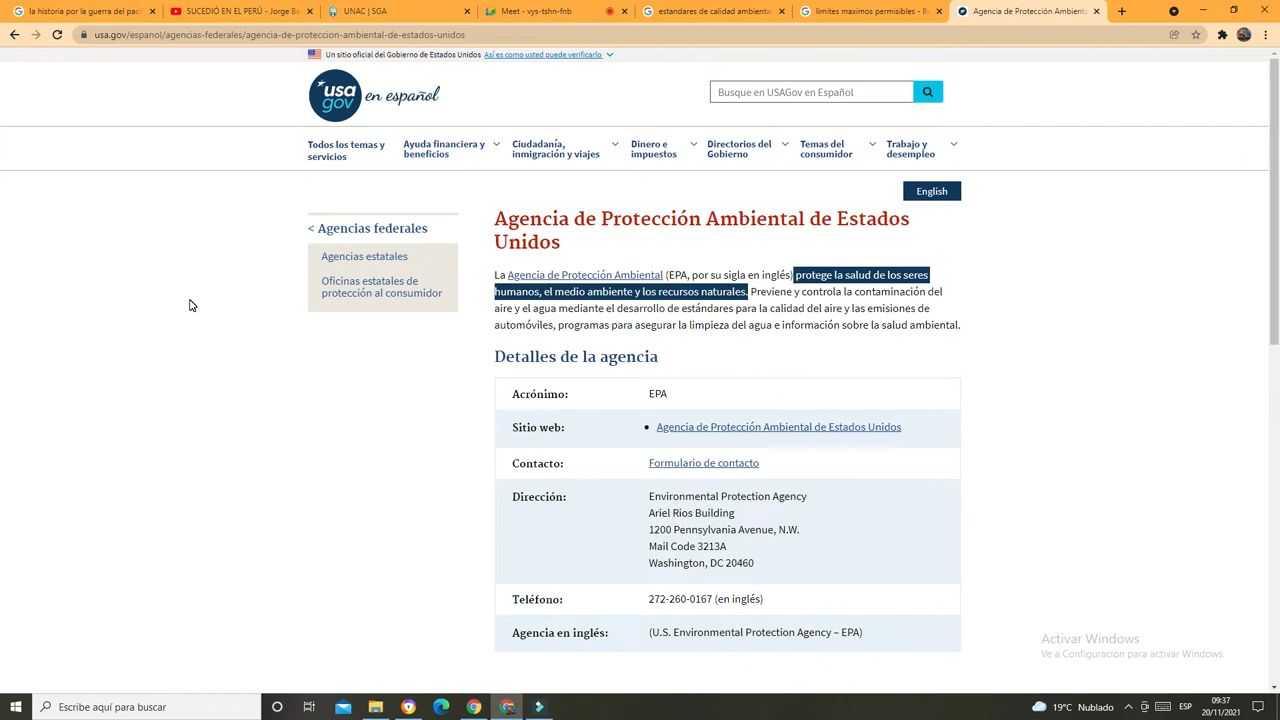 la historia por la guerra del paci
SUCEDIÓ EN EL PERÚ - Jorge Ba
UNAC | SGA
Meet - vys-tshn-fnb
estandares de calidad ambiental
limites maximos permisibles - B
Agencia de Protección Ambienta
usa.gov/espanol/agencias-federales/agencia-de-proteccion-ambiental-de-estados-unidos
Un sitio oficial del Gobierno de Estados Unidos Así es como usted puede verificarlo
usa gov en español
Busque en USAGov en Español
Todos los temas y servicios
Ayuda financiera y beneficios
Ciudadanía, inmigración y viajes
Dinero e impuestos
Directorios del Gobierno
Temas del consumidor
Trabajo y desempleo
English
< Agencias federales
Agencias estatales
Oficinas estatales de
protección al consumidor
Agencia de Protección Ambiental de Estados
Unidos
La Agencia de Protección Ambiental (EPA, por su sigla en inglés) protege la salud de los seres
humanos, el medio ambiente y los recursos naturales. Previene y controla la contaminación del
aire y el agua mediante el desarrollo de estándares para la calidad del aire y las emisiones de
automóviles, programas para asegurar la limpieza del agua e información sobre la salud ambiental.
Detalles de la agencia
Acrónimo: EPA
Sitio web: Agencia de Protección Ambiental de Estados Unidos
Contacto: Formulario de contacto
Dirección: Environmental Protection Agency
Ariel Rios Building
1200 Pennsylvania Avenue, N.W.
Mail Code 3213A
Washington, DC 20460
Teléfono: 272-260-0167 (en inglés)
Agencia en inglés: (U.S. Environmental Protection Agency – EPA)
Activar Windows
Ve a Configuración para activar Windows.
Escribe aquí para buscar
19°C Nublado
ESP
09:37
20/11/2021